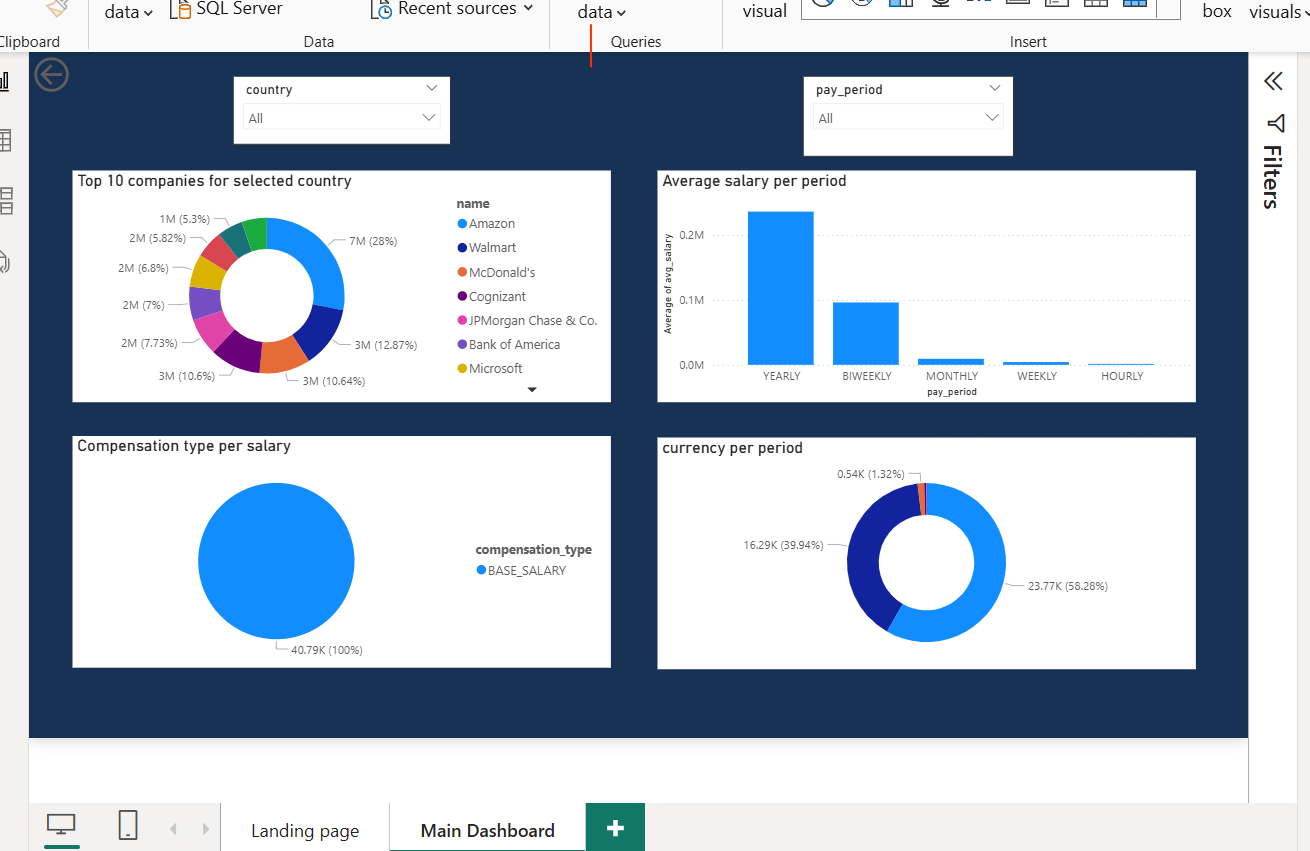 data
SQL Server
Recent sources
data
visual
box
visuals
Clipboard
Data
Queries
Insert
country
All
pay_period
All
Filters
Top 10 companies for selected country
1M (5.3%)
2M (5.82%)
2M (6.8%)
2M (7%)
2M (7.73%)
3M (10.6%)
3M (10.64%)
3M (12.87%)
7M (28%)
name
Amazon
Walmart
McDonald's
Cognizant
JPMorgan Chase & Co.
Bank of America
Microsoft
Average salary per period
Average of avg_salary
0.2M
0.1M
0.0M
YEARLY
BIWEEKLY
MONTHLY
WEEKLY
HOURLY
pay_period
Compensation type per salary
40.79K (100%)
compensation_type
BASE_SALARY
currency per period
0.54K (1.32%)
16.29K (39.94%)
23.77K (58.28%)
Landing page
Main Dashboard